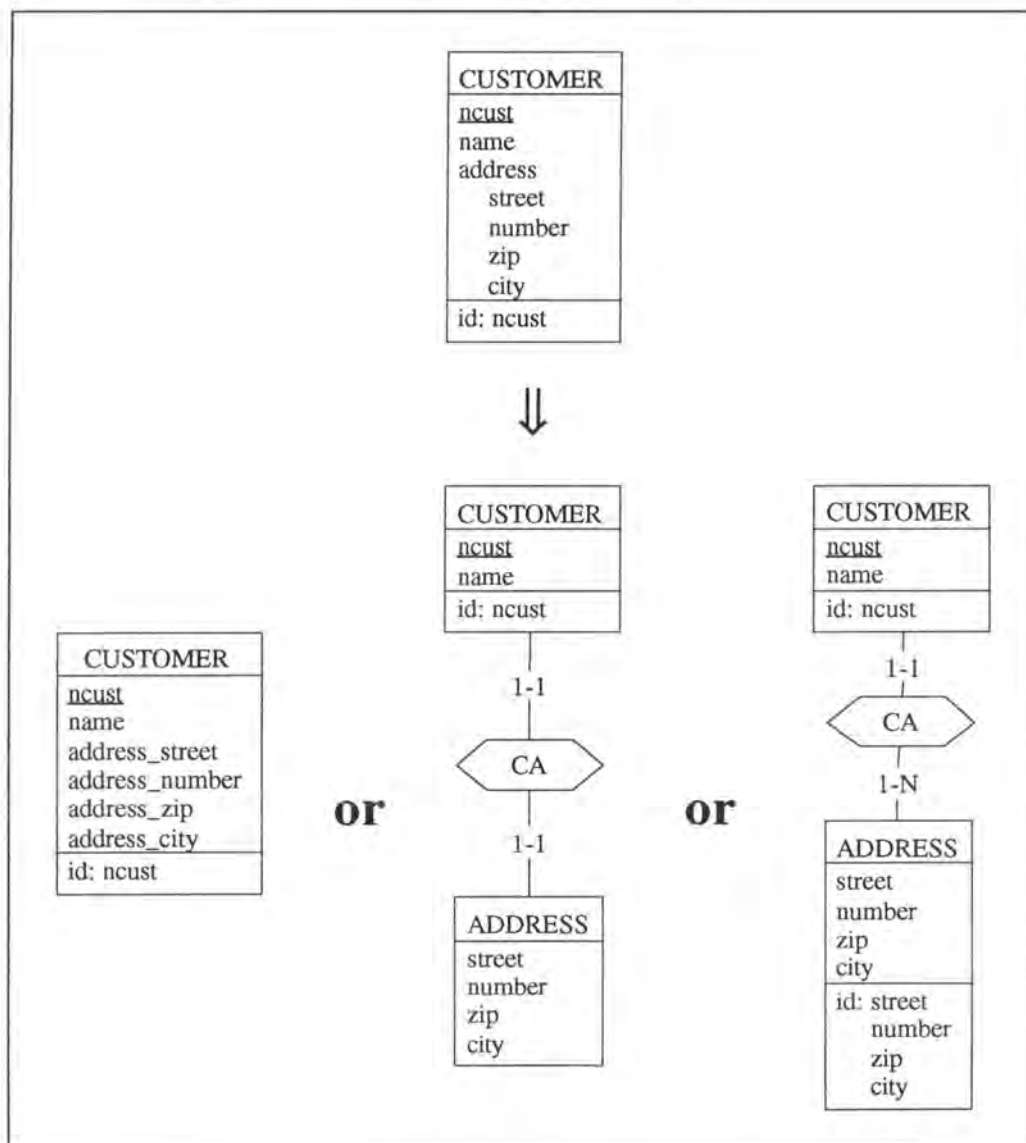 CUSTOMER
ncust
name
address
street
number
zip
city
id: ncust
⇓
CUSTOMER
ncust
name
address_street
address_number
address_zip
address_city
id: ncust
or
CUSTOMER
ncust
name
id: ncust
1-1
CA
1-1
ADDRESS
street
number
zip
city
or
CUSTOMER
ncust
name
id: ncust
1-1
CA
1-N
ADDRESS
street
number
zip
city
id: street
number
zip
city